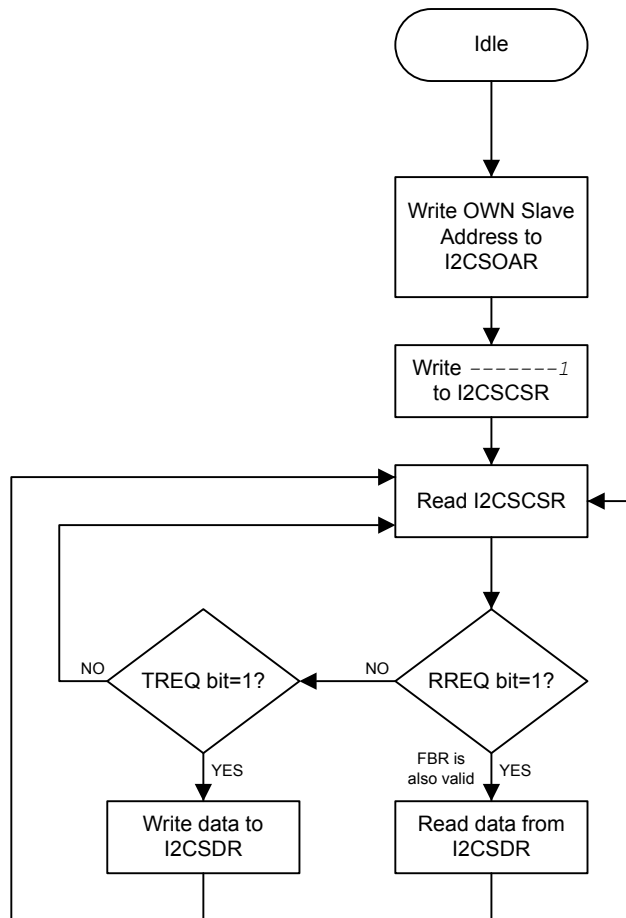 Idle
Write OWN Slave
Address to
I2CSOAR
Write -------1
to I2CSCSR
Read I2CSCSR
NO
TREQ bit=1?
NO
RREQ bit=1?
YES
FBR is
also valid
YES
Write data to
I2CSDR
Read data from
I2CSDR